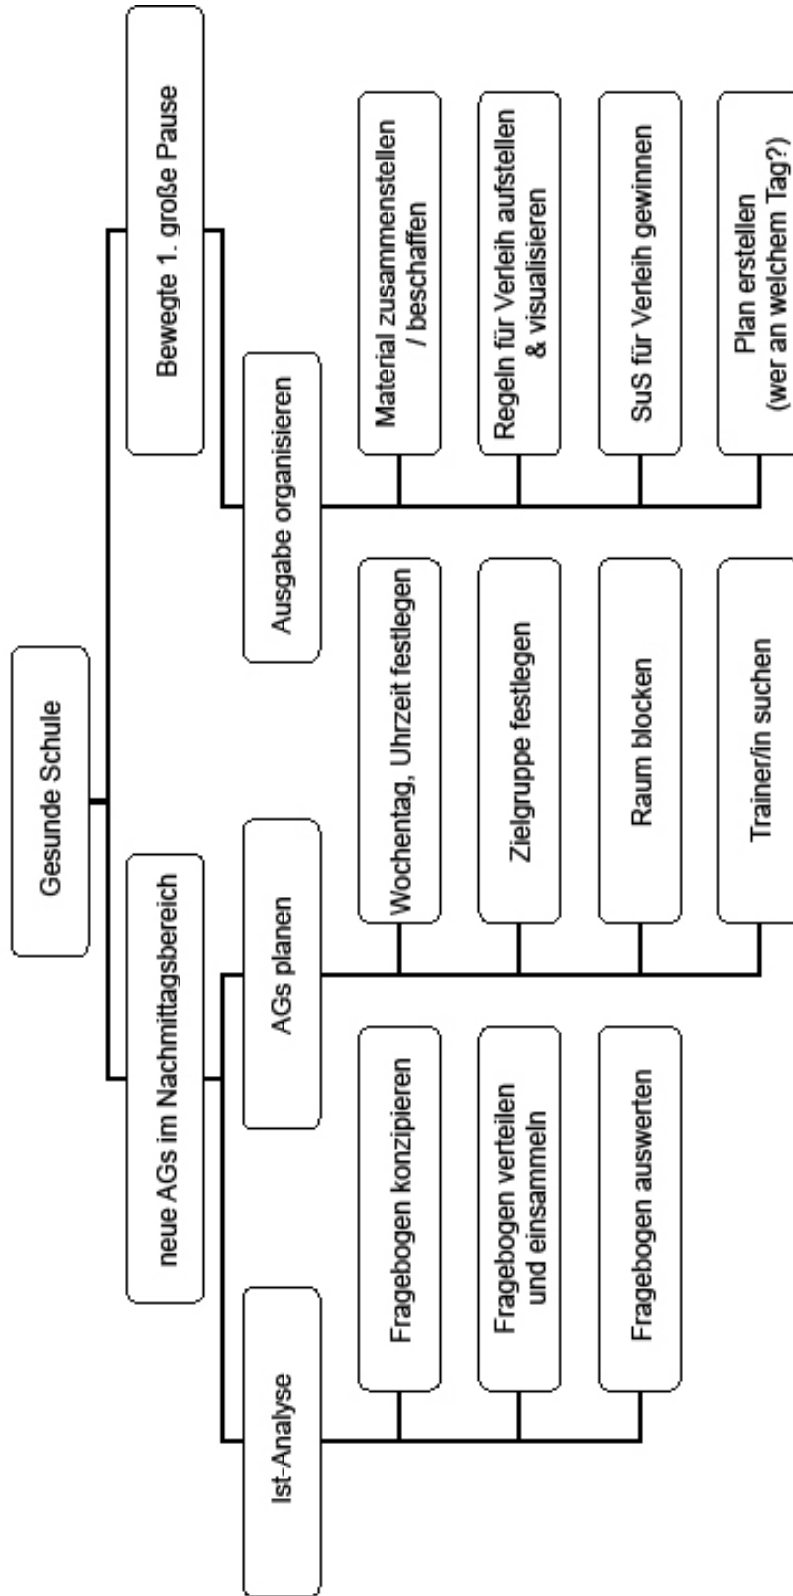 Gesunde Schule
neue AGs im Nachmittagsbereich
Bewegte 1. große Pause
Ist-Analyse
AGs planen
Ausgabe organisieren
Fragebogen konzipieren
Fragebogen verteilen
und einsammeln
Fragebogen auswerten
Wochentag, Uhrzeit festlegen
Zielgruppe festlegen
Raum blocken
Trainer/in suchen
Material zusammenstellen
/ beschaffen
Regeln für Verleih aufstellen
& visualisieren
SuS für Verleih gewinnen
Plan erstellen
(wer an welchem Tag?)